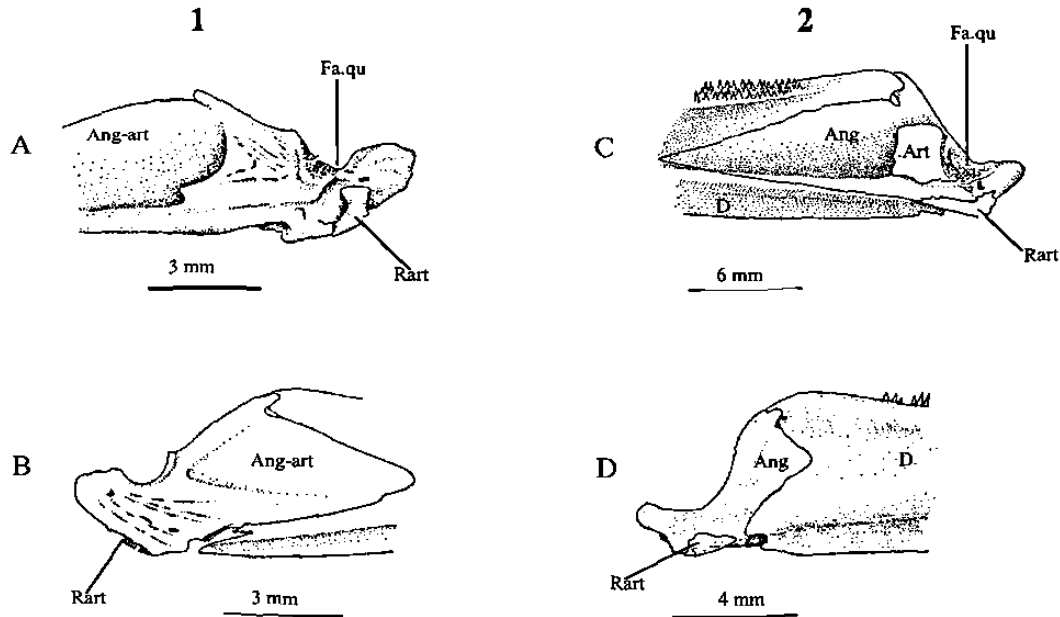 1
2
Fa.qu
Ang-art
A
Rart
3 mm
Fa.qu
Ang
.Art
C
D
Rart
6 mm
B
Ang-art
Rart
3 mm
D
Ang
D
Rart
4 mm